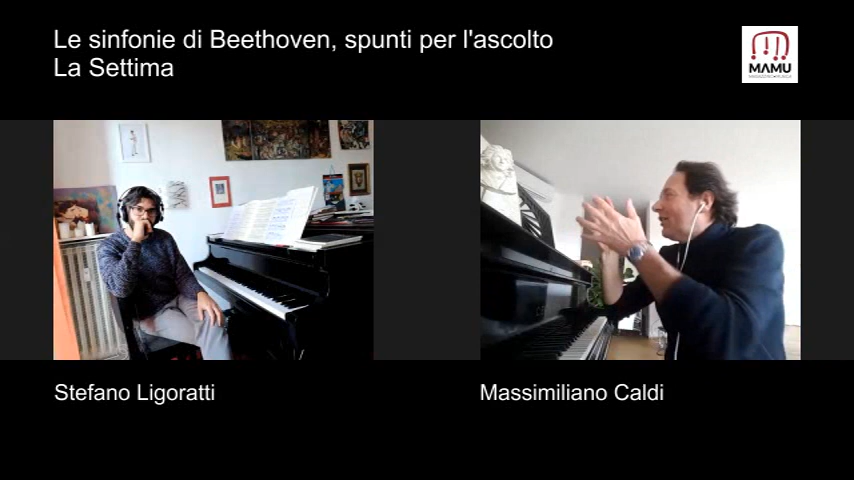 Le sinfonie di Beethoven, spunti per l'ascolto
La Settima
MAMU
Stefano Ligoratti
Massimiliano Caldi